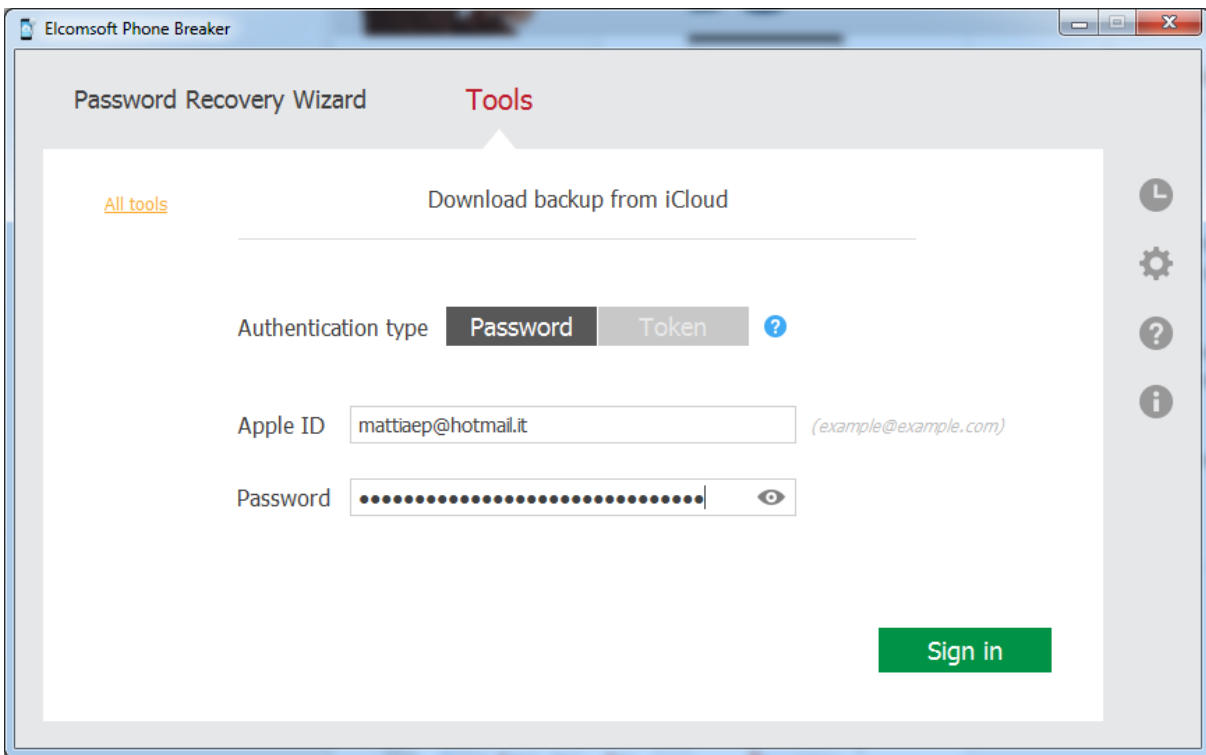 Elcomsoft Phone Breaker
Password Recovery Wizard Tools
All tools
Download backup from iCloud
Authentication type Password Token ?
Apple ID mattiaep@hotmail.it (example@example.com)
Password •••••••••••••••••••••••••••••••
Sign in